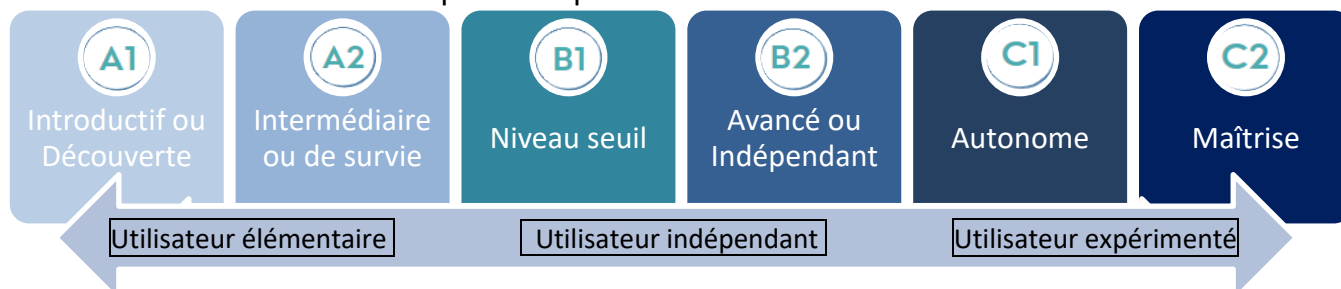 A1
Introductif ou
Découverte
A2
Intermédiaire
ou de survie
B1
Niveau seuil
B2
Avancé ou
Indépendant
C1
Autonome
C2
Maîtrise
Utilisateur élémentaire
Utilisateur indépendant
Utilisateur expérimenté